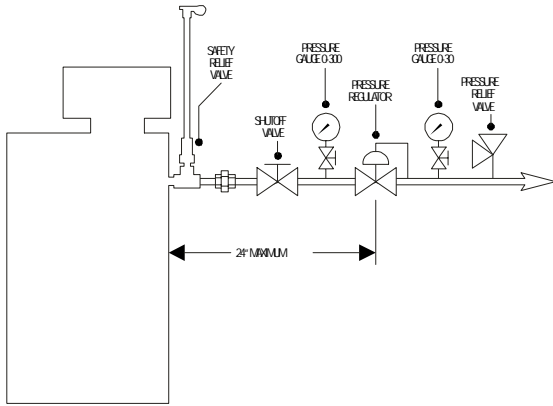 SAFETY
RELIEF
VALVE
SHUTOFF
VALVE
PRESSURE
GAUGE 0-300
PRESSURE
REGULATOR
PRESSURE
GAUGE 0-30
PRESSURE
RELIEF
VALVE
24" MAXIMUM